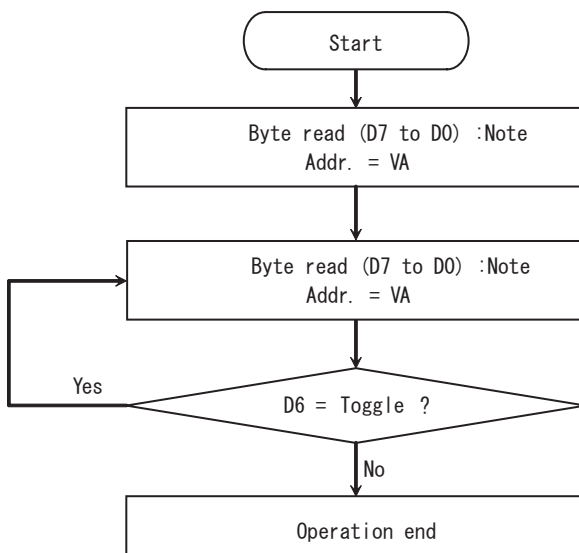 Start
Byte read (D7 to D0) :Note
Addr. = VA
Byte read (D7 to D0) :Note
Addr. = VA
Yes
D6 = Toggle ?
No
Operation end